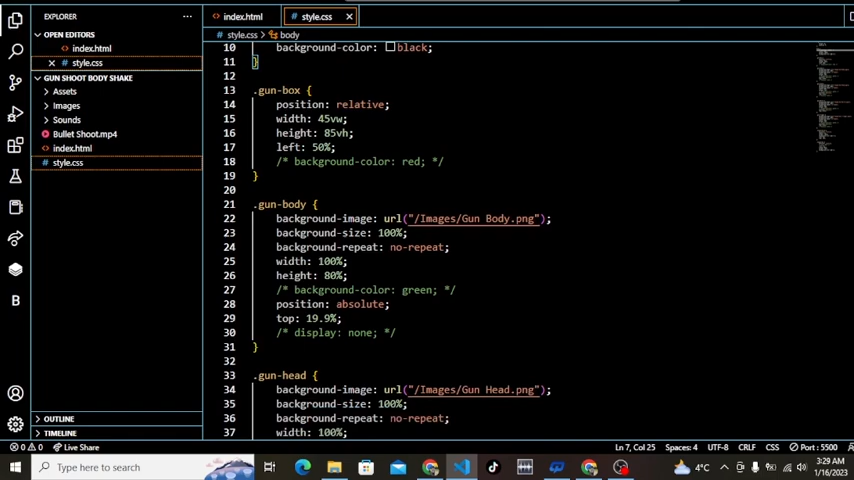 EXPLORER
index.html
style.css
OPEN EDITORS
index.html
style.css
GUN SHOOT BODY SHAKE
Assets
Images
Sounds
Bullet Shoot.mp4
index.html
style.css
OUTLINE
TIMELINE
style.css > body
10 background-color: black;
11 }
12
13 .gun-box {
14 position: relative;
15 width: 45vw;
16 height: 85vh;
17 left: 50%;
18 /* background-color: red; */
19 }
20
21 .gun-body {
22 background-image: url("/Images/Gun Body.png");
23 background-size: 100%;
24 background-repeat: no-repeat;
25 width: 100%;
26 height: 80%;
27 /* background-color: green; */
28 position: absolute;
29 top: 19.9%;
30 /* display: none; */
31 }
32
33 .gun-head {
34 background-image: url("/Images/Gun Head.png");
35 background-size: 100%;
36 background-repeat: no-repeat;
37 width: 100%;
0 0 Live Share
Ln 7, Col 25 Spaces: 4 UTF-8 CRLF CSS Port : 5500
Type here to search
4°C
3:29 AM
1/16/2023